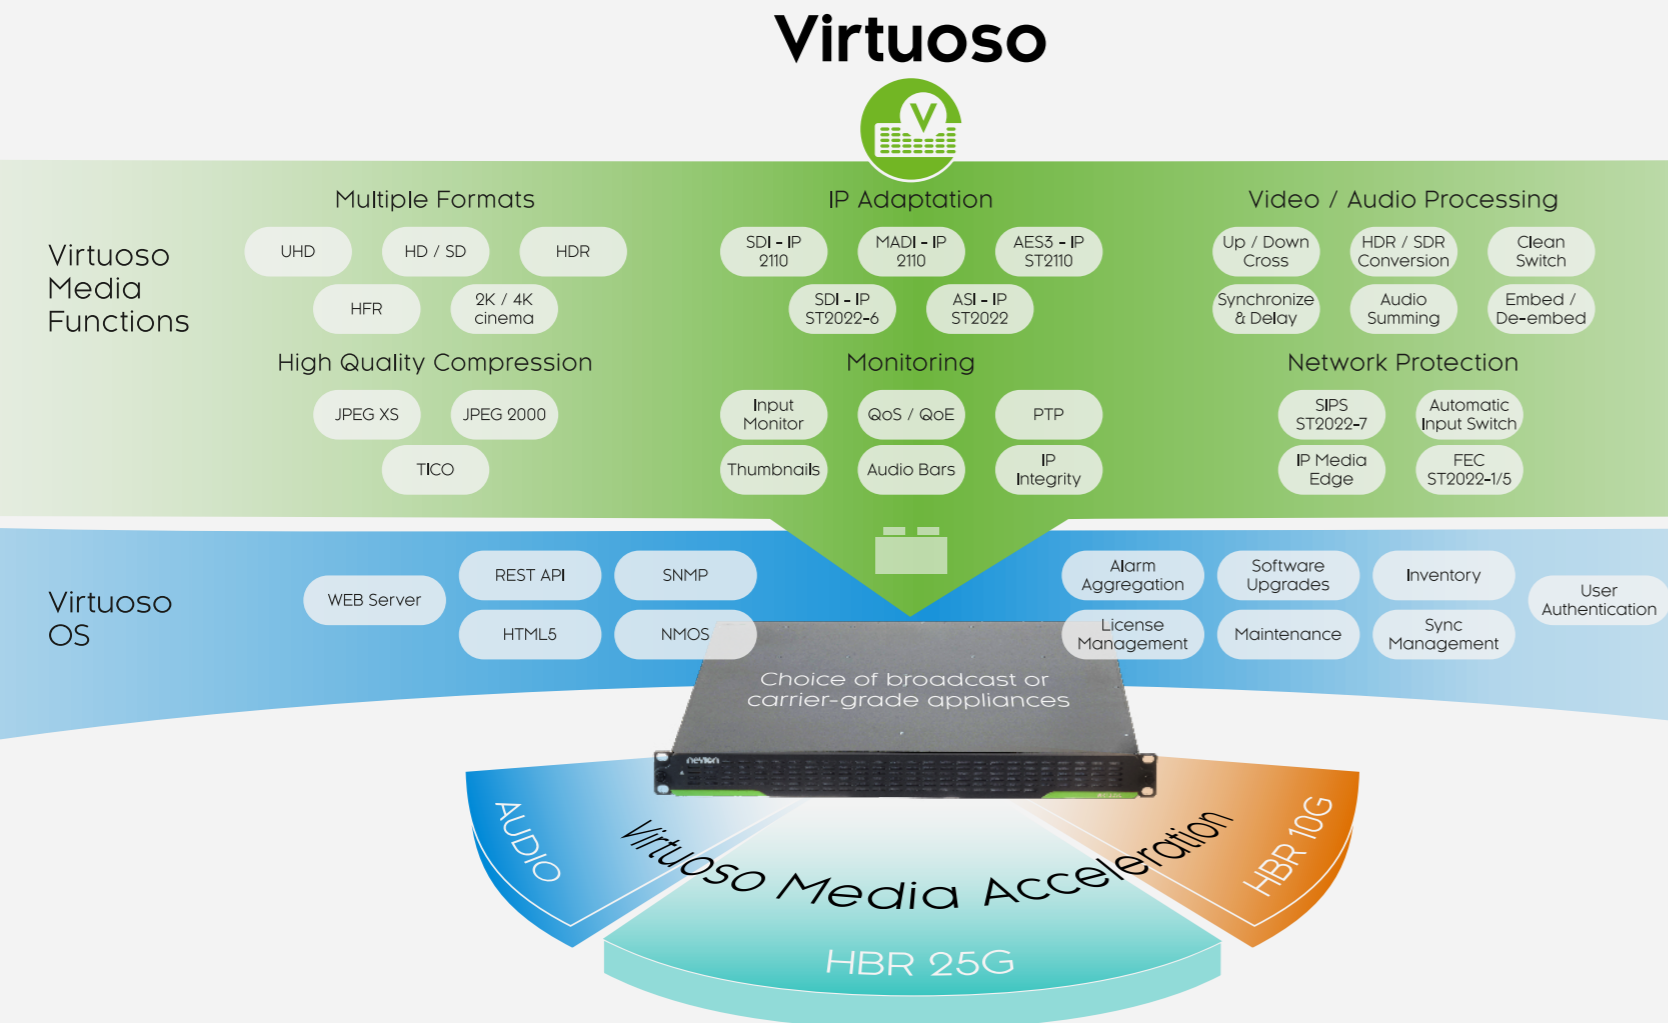 Virtuoso
V
Virtuoso
Media
Functions
Multiple Formats
UHD
HD / SD
HDR
HFR
2K / 4K
cinema
High Quality Compression
JPEG XS
JPEG 2000
TICO
IP Adaptation
SDI - IP
2110
MADI - IP
2110
AES3 - IP
ST2110
SDI - IP
ST2022-6
ASI - IP
ST2022
Monitoring
Input
Monitor
QoS / QoE
PTP
Thumbnails
Audio Bars
IP
Integrity
Video / Audio Processing
Up / Down
Cross
HDR / SDR
Conversion
Clean
Switch
Synchronize
& Delay
Audio
Summing
Embed /
De-embed
Network Protection
SIPS
ST2022-7
Automatic
Input Switch
IP Media
Edge
FEC
ST2022-1/5
Virtuoso
OS
WEB Server
REST API
SNMP
HTML5
NMOS
Alarm
Aggregation
Software
Upgrades
Inventory
User
Authentication
License
Management
Maintenance
Sync
Management
Choice of broadcast or
carrier-grade appliances
nevion
AUDIO
Virtuoso Media Acceleration
HBR 10G
HBR 25G